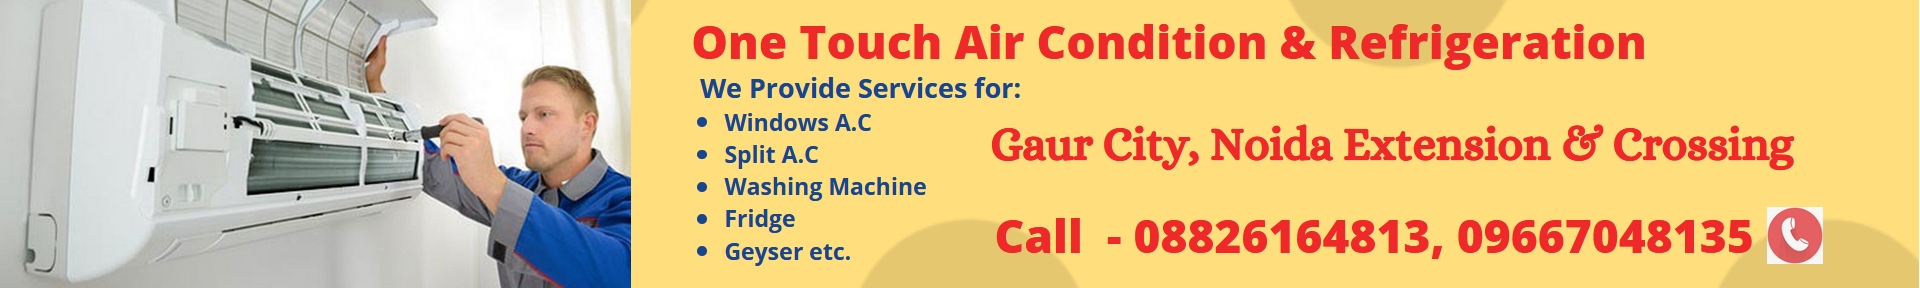 One Touch Air Condition & Refrigeration
We Provide Services for:
• Windows A.C
• Split A.C
• Washing Machine
• Fridge
• Geyser etc.
Gaur City, Noida Extension & Crossing
Call - 08826164813, 09667048135